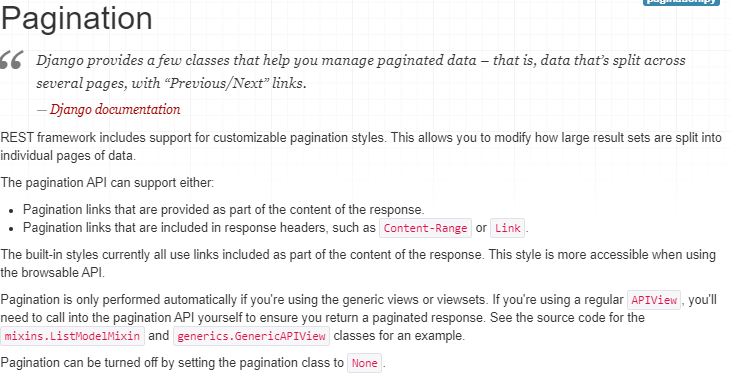 pagination.py
Pagination
“ Django provides a few classes that help you manage paginated data – that is, data that’s split across
several pages, with “Previous/Next” links.
— Django documentation
REST framework includes support for customizable pagination styles. This allows you to modify how large result sets are split into
individual pages of data.
The pagination API can support either:
• Pagination links that are provided as part of the content of the response.
• Pagination links that are included in response headers, such as Content-Range or Link.
The built-in styles currently all use links included as part of the content of the response. This style is more accessible when using
the browsable API.
Pagination is only performed automatically if you're using the generic views or viewsets. If you're using a regular APIView, you'll
need to call into the pagination API yourself to ensure you return a paginated response. See the source code for the
mixins.ListModelMixin and generics.GenericAPIView classes for an example.
Pagination can be turned off by setting the pagination class to None.